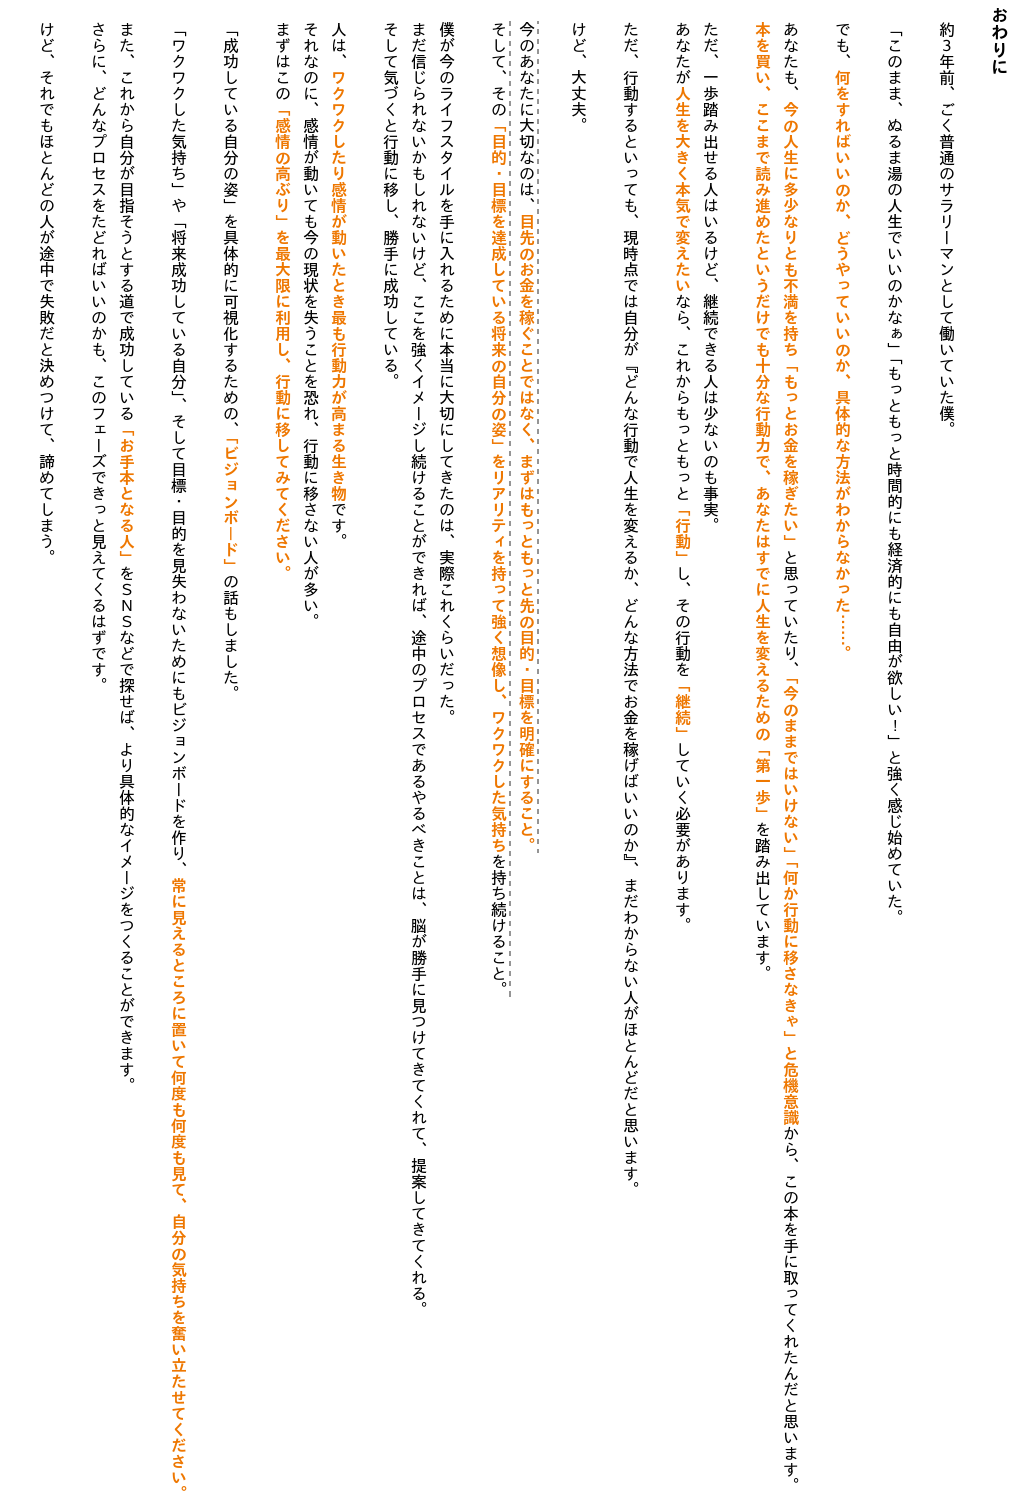 おわりに
約3年前、ごく普通のサラリーマンとして働いていた僕。
「このまま、ぬるま湯の人生でいいのかなぁ」「もっともっと時間的にも経済的にも自由が欲しい！」と強く感じ始めていた。
でも、何をすればいいのか、どうやっていいのか、具体的な方法がわからなかった……。
あなたも、今の人生に多少なりとも不満を持ち「もっとお金を稼ぎたい」と思っていたり、「今のままではいけない」「何か行動に移さなきゃ」と危機意識から、この本を手に取ってくれたんだと思います。
本を買い、ここまで読み進めたというだけでも十分な行動力で、あなたはすでに人生を変えるための「第一歩」を踏み出しています。
ただ、一歩踏み出せる人はいるけど、継続できる人は少ないのも事実。
あなたが人生を大きく本気で変えたいなら、これからもっともっと「行動」し、その行動を「継続」していく必要があります。
ただ、行動するといっても、現時点では自分が『どんな行動で人生を変えるか、どんな方法でお金を稼げばいいのか』、まだわからない人がほとんどだと思います。
けど、大丈夫。
今のあなたに大切なのは、目先のお金を稼ぐことではなく、まずはもっともっと先の目的・目標を明確にすること。
そして、その「目的・目標を達成している将来の自分の姿」をリアリティを持って強く想像し、ワクワクした気持ちを持ち続けること。
僕が今のライフスタイルを手に入れるために本当に大切にしてきたのは、実際これくらいだった。
まだ信じられないかもしれないけど、ここを強くイメージし続けることができれば、途中のプロセスであるやるべきことは、脳が勝手に見つけてきてくれて、提案してきてくれる。
そして気づくと行動に移し、勝手に成功している。
人は、ワクワクしたり感情が動いたとき最も行動力が高まる生き物です。
それなのに、感情が動いても今の現状を失うことを恐れ、行動に移さない人が多い。
まずはこの「感情の高ぶり」を最大限に利用し、行動に移してみてください。
「成功している自分の姿」を具体的に可視化するための、「ビジョンボード」の話もしました。
「ワクワクした気持ち」や「将来成功している自分」、そして目標・目的を見失わないためにもビジョンボードを作り、常に見えるところに置いて何度も何度も見て、自分の気持ちを奮い立たせてください。
また、これから自分が目指そうとする道で成功している「お手本となる人」をSNSなどで探せば、より具体的なイメージをつくることができます。
さらに、どんなプロセスをたどればいいのかも、このフェーズできっと見えてくるはずです。
けど、それでもほとんどの人が途中で失敗だと決めつけて、諦めてしまう。